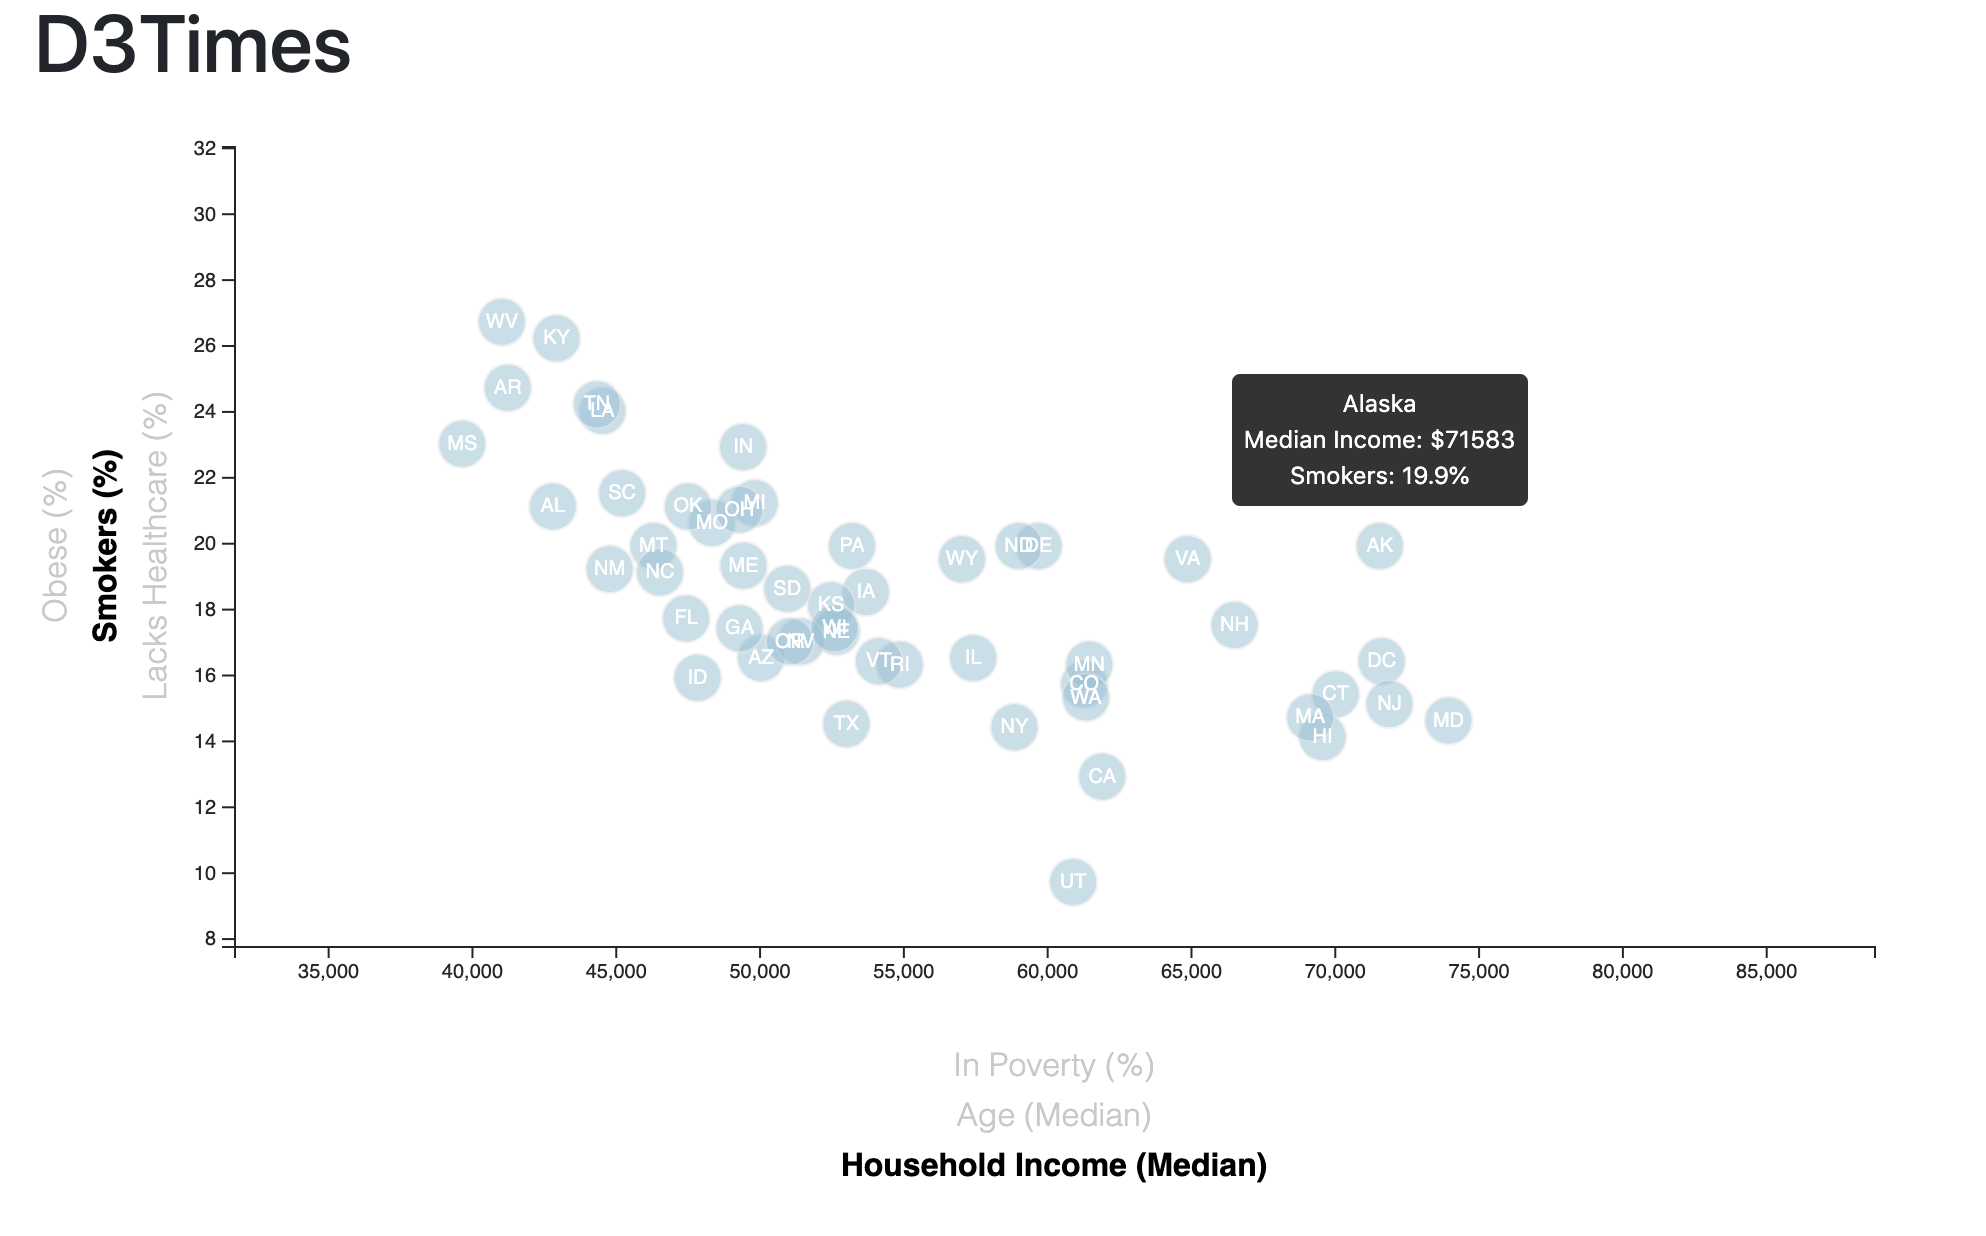 D3Times
32
30
28
26
24
22
20
18
16
14
12
10
8
Obese (%)
Smokers (%)
Lacks Healthcare (%)
WV
KY
AR
TN
LA
MS
IN
AL
SC
OK
MO
OH
MI
MT
NM
NC
ME
PA
WY
ND
DE
VA
AK
SD
IA
KS
FL
GA
WI
NE
OR
NV
AZ
ID
VT
RI
IL
MN
CO
WA
NH
DC
CT
NJ
MA
MD
HI
TX
NY
CA
UT
Alaska
Median Income: $71583
Smokers: 19.9%
35,000
40,000
45,000
50,000
55,000
60,000
65,000
70,000
75,000
80,000
85,000
In Poverty (%)
Age (Median)
Household Income (Median)